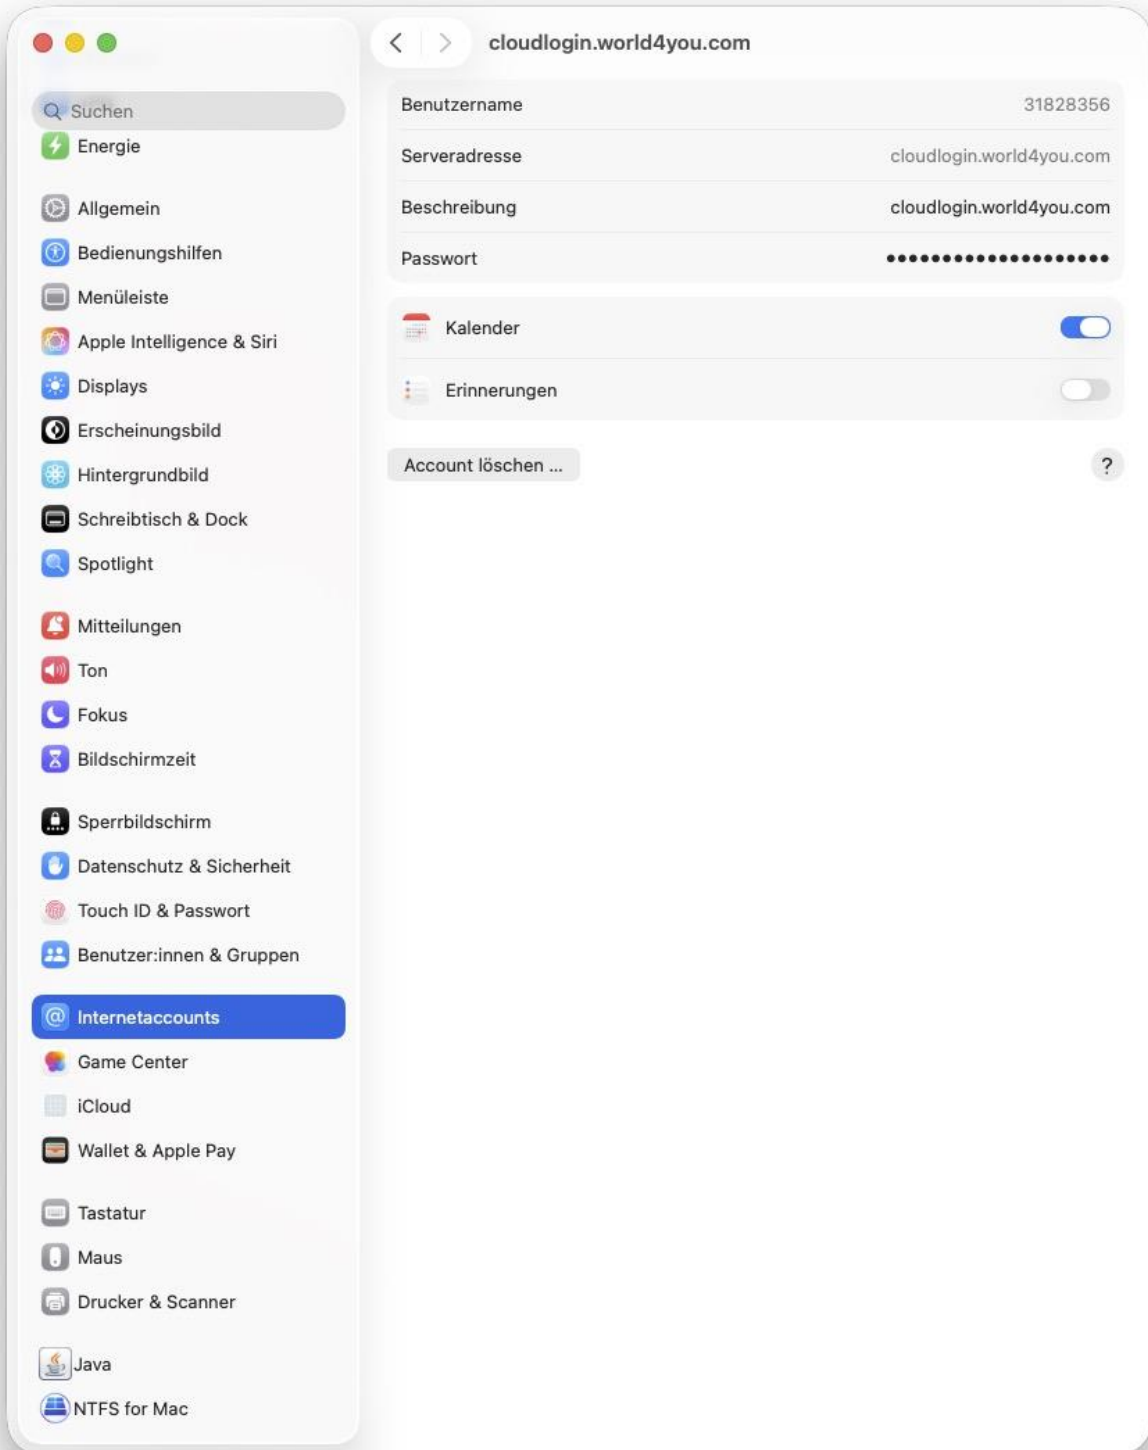 Suchen
Energie
Allgemein
Bedienungshilfen
Menüleiste
Apple Intelligence & Siri
Displays
Erscheinungsbild
Hintergrundbild
Schreibtisch & Dock
Spotlight
Mitteilungen
Ton
Fokus
Bildschirmzeit
Sperrbildschirm
Datenschutz & Sicherheit
Touch ID & Passwort
Benutzer:innen & Gruppen
Internetaccounts
Game Center
iCloud
Wallet & Apple Pay
Tastatur
Maus
Drucker & Scanner
Java
NTFS for Mac
cloudlogin.world4you.com
Benutzername 31828356
Serveradresse cloudlogin.world4you.com
Beschreibung cloudlogin.world4you.com
Passwort ••••••••••••••••••••
Kalender
Erinnerungen
Account löschen ... ?